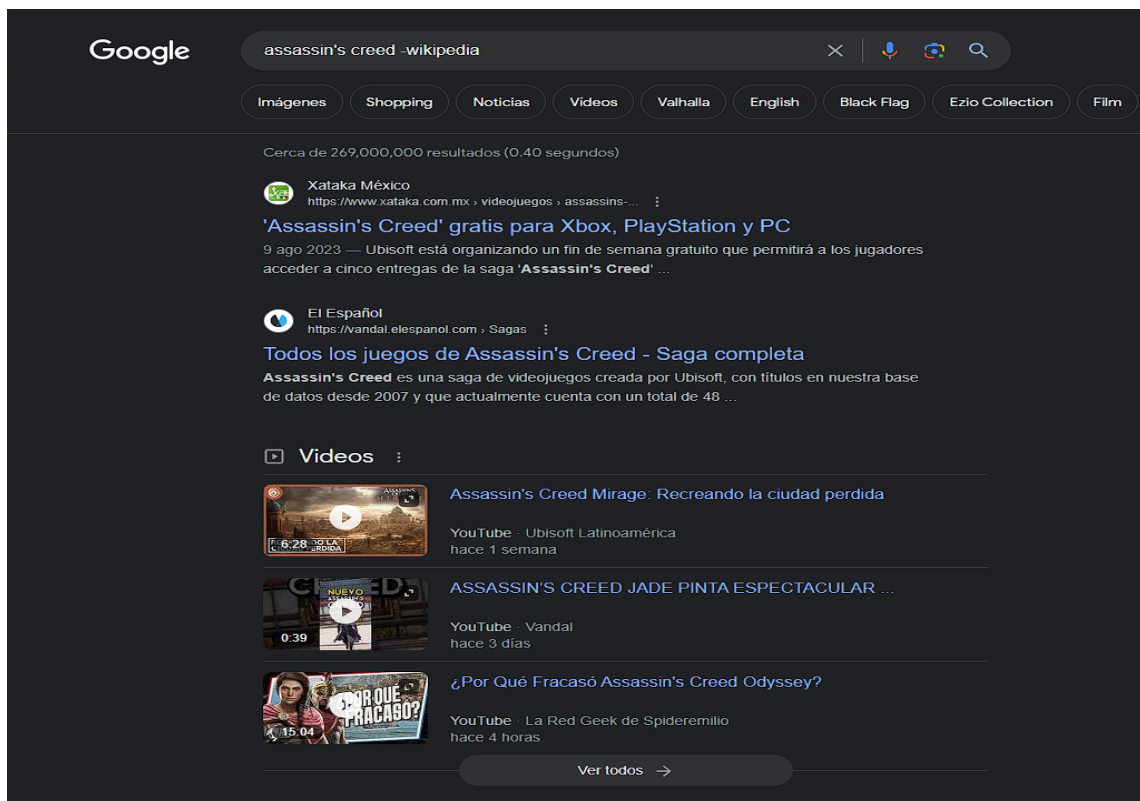 Google
assassin's creed -wikipedia
Imágenes
Shopping
Noticias
Vídeos
Valhalla
English
Black Flag
Ezio Collection
Film
Cerca de 269,000,000 resultados (0.40 segundos)
Xataka México
https://www.xataka.com.mx › videojuegos › assassins-...
'Assassin's Creed' gratis para Xbox, PlayStation y PC
9 ago 2023 — Ubisoft está organizando un fin de semana gratuito que permitirá a los jugadores
acceder a cinco entregas de la saga 'Assassin's Creed' ...
El Español
https://vandal.elespanol.com › Sagas
Todos los juegos de Assassin's Creed - Saga completa
Assassin's Creed es una saga de videojuegos creada por Ubisoft, con títulos en nuestra base
de datos desde 2007 y que actualmente cuenta con un total de 48 ...
Videos
ASSASSIN'S
6:28
Assassin's Creed Mirage: Recreando la ciudad perdida
YouTube · Ubisoft Latinoamérica
hace 1 semana
NUEVO
0:39
ASSASSIN'S CREED JADE PINTA ESPECTACULAR ...
YouTube · Vandal
hace 3 días
¿POR QUÉ
FRACASÓ?
15:04
¿Por Qué Fracasó Assassin's Creed Odyssey?
YouTube · La Red Geek de Spideremilio
hace 4 horas
Ver todos